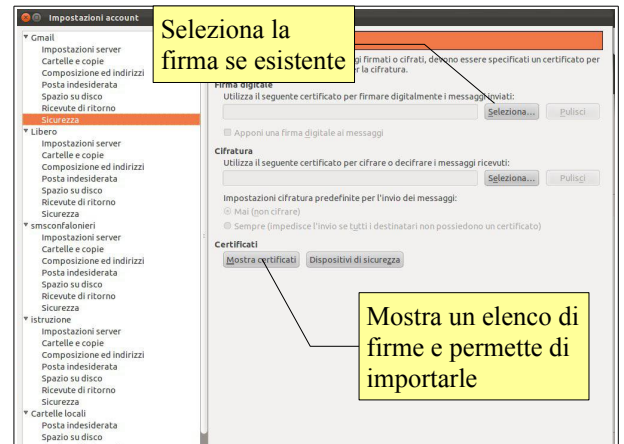 Impostazioni account
Seleziona la
firma se esistente
▼ Gmail
Impostazioni server
Cartelle e copie
Composizione ed indirizzi
Posta indesiderata
Spazio su disco
Ricevute di ritorno
Sicurezza
▼ Libero
Impostazioni server
Cartelle e copie
Composizione ed indirizzi
Posta indesiderata
Spazio su disco
Ricevute di ritorno
Sicurezza
▼ smsconfalonieri
Impostazioni server
Cartelle e copie
Composizione ed indirizzi
Posta indesiderata
Spazio su disco
Ricevute di ritorno
Sicurezza
▼ istruzione
Impostazioni server
Cartelle e copie
Composizione ed indirizzi
Posta indesiderata
Spazio su disco
Ricevute di ritorno
Sicurezza
▼ Cartelle locali
Posta indesiderata
Spazio su disco
firmati o cifrati, devono essere specificati un certificato per
la cifratura.
Firma digitale
Utilizza il seguente certificato per firmare digitalmente i messaggi inviati:
Seleziona... Pulisci
Apponi una firma digitale ai messaggi
Cifratura
Utilizza il seguente certificato per cifrare o decifrare i messaggi ricevuti:
Seleziona... Pulisci
Impostazioni cifratura predefinite per l'invio dei messaggi:
Mai (non cifrare)
Sempre (impedisce l'invio se tutti i destinatari non possiedono un certificato)
Certificati
Mostra certificati Dispositivi di sicurezza
Mostra un elenco di
firme e permette di
importarle